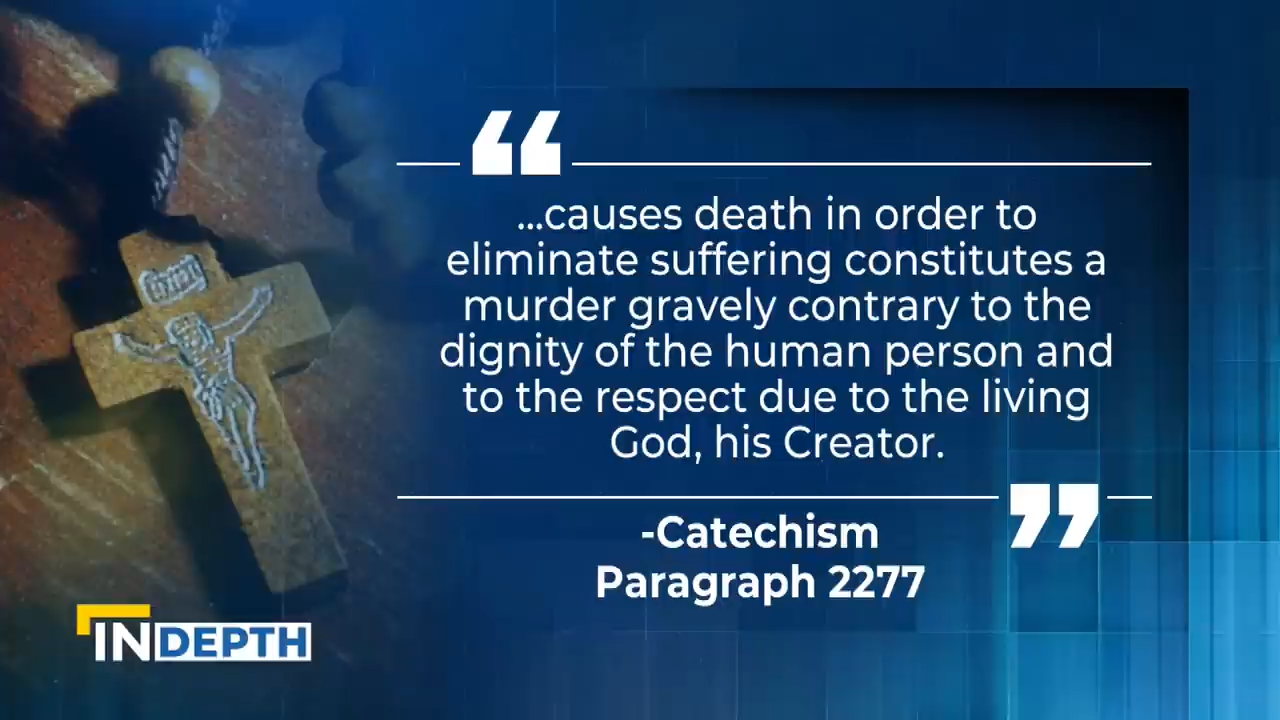 “
...causes death in order to
eliminate suffering constitutes a
murder gravely contrary to the
dignity of the human person and
to the respect due to the living
God, his Creator.
”
-Catechism
Paragraph 2277
INDEPTH